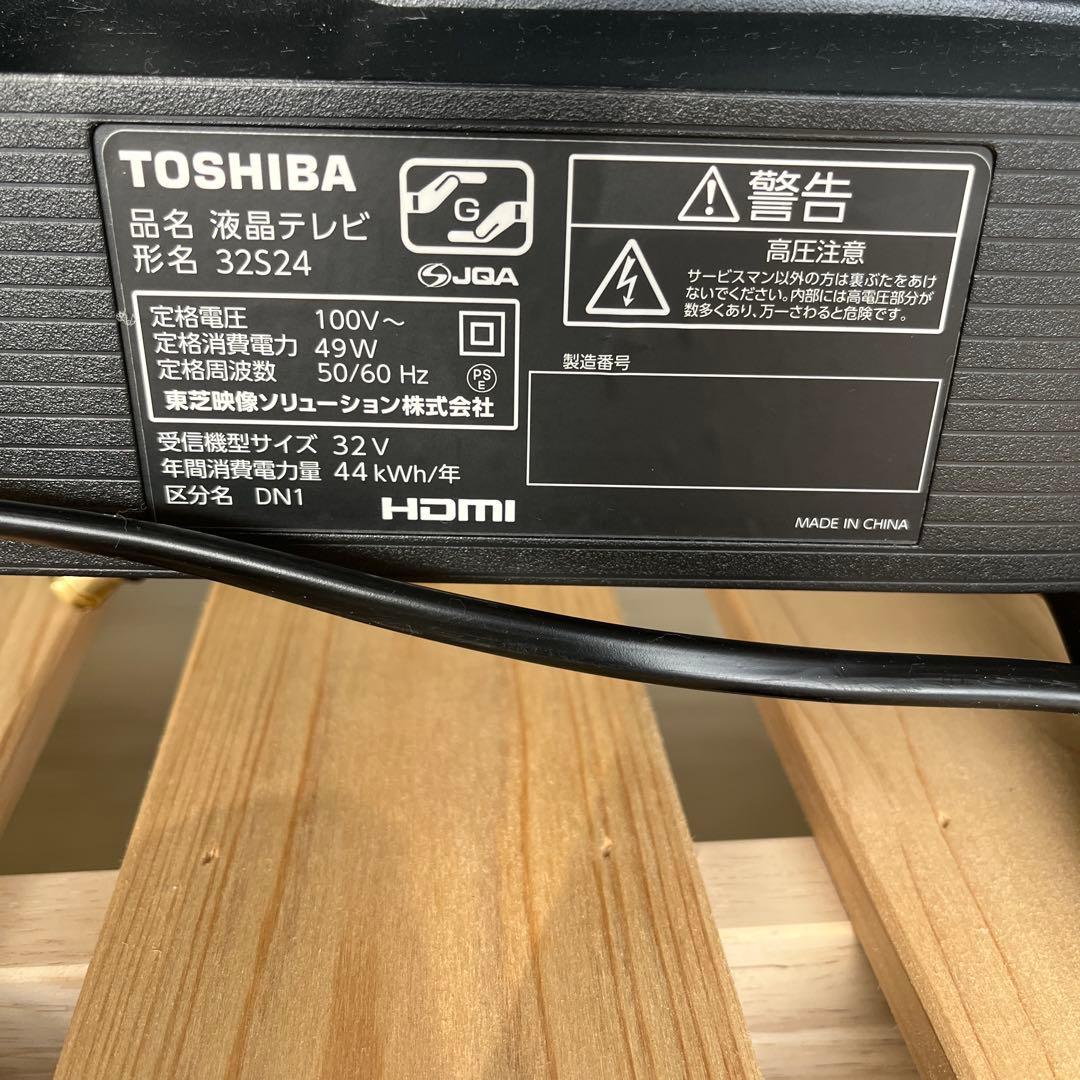 TOSHIBA
品名 液晶テレビ
形名 32S24
G
JQA
定格電圧 100V～
定格消費電力 49W
定格周波数 50/60 Hz
PS
E
東芝映像ソリューション株式会社
受信機型サイズ 32V
年間消費電力量 44kWh/年
区分名 DN1
HDMI
警告
高圧注意
サービスマン以外の方は裏ぶたをあけ
ないでください。内部には高電圧部分が
数多くあり、万一さわると危険です。
製造番号
MADE IN CHINA